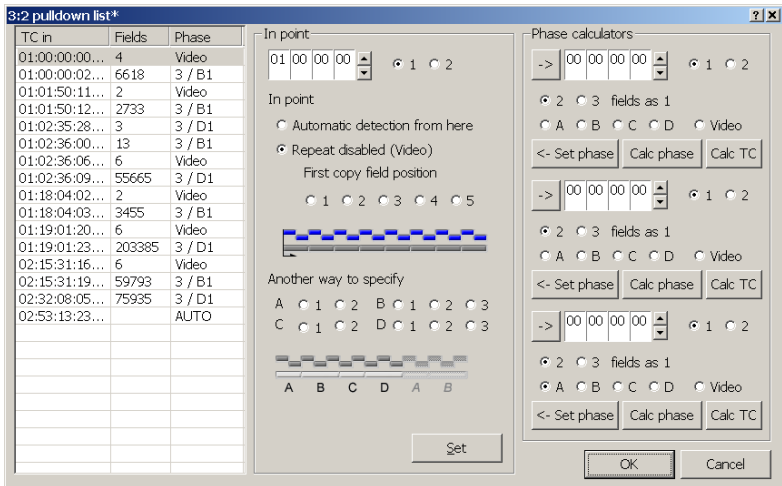 3:2 pulldown list*
TC in Fields Phase
01:00:00:00... 4 Video
01:00:00:02... 6618 3 / B1
01:01:50:11... 2 Video
01:01:50:12... 2733 3 / B1
01:02:35:28... 3 3 / D1
01:02:36:00... 13 3 / B1
01:02:36:06... 6 Video
01:02:36:09... 55665 3 / D1
01:18:04:02... 2 Video
01:18:04:03... 3455 3 / B1
01:19:01:20... 6 Video
01:19:01:23... 203385 3 / D1
02:15:31:16... 6 Video
02:15:31:19... 59793 3 / B1
02:32:08:05... 75935 3 / D1
02:53:13:23... AUTO
In point
01 00 00 00 1 2
In point
Automatic detection from here
Repeat disabled (Video)
First copy field position
1 2 3 4 5
Another way to specify
A 1 2 B 1 2 3
C 1 2 D 1 2 3
A B C D A B
Set
Phase calculators
-> 00 00 00 00 1 2
2 3 fields as 1
A B C D Video
<- Set phase Calc phase Calc TC
-> 00 00 00 00 1 2
2 3 fields as 1
A B C D Video
<- Set phase Calc phase Calc TC
-> 00 00 00 00 1 2
2 3 fields as 1
A B C D Video
<- Set phase Calc phase Calc TC
OK Cancel